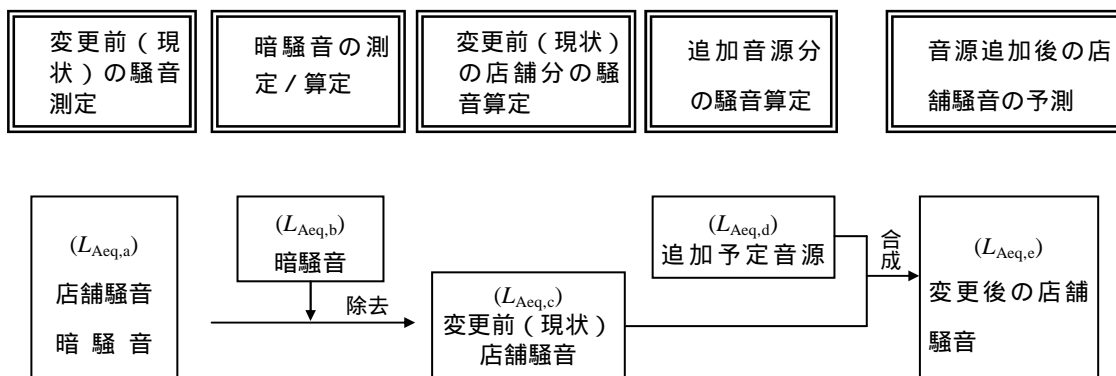 変更前（現
状）の騒音
測定
暗騒音の測
定／算定
変更前（現状）
の店舗分の騒
音算定
追加音源分
の騒音算定
音源追加後の店
舗騒音の予測
(LAeq,a)
店舗騒音
暗騒音
(LAeq,b)
暗騒音
除去
(LAeq,c)
変更前（現状）
店舗騒音
(LAeq,d)
追加予定音源
合成
(LAeq,e)
変更後の店舗
騒音